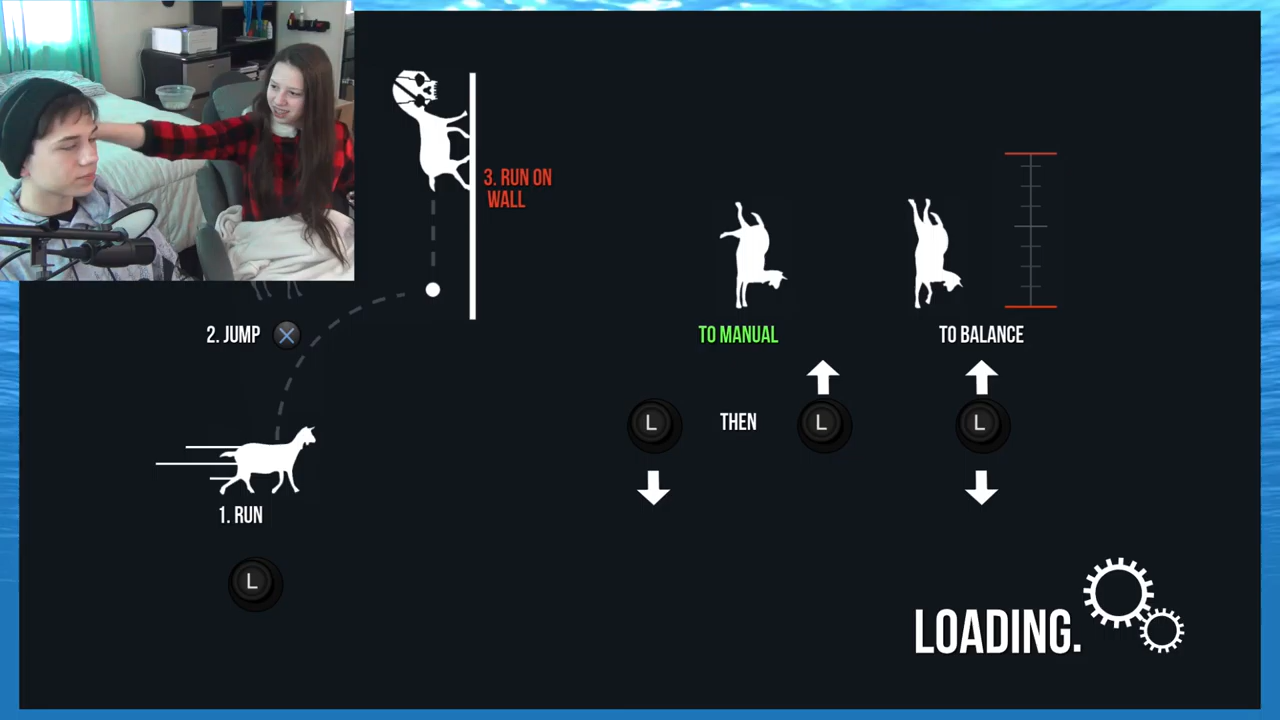 3. RUN ON
WALL
2. JUMP
TO MANUAL
TO BALANCE
L
THEN
L
L
1. RUN
L
LOADING.